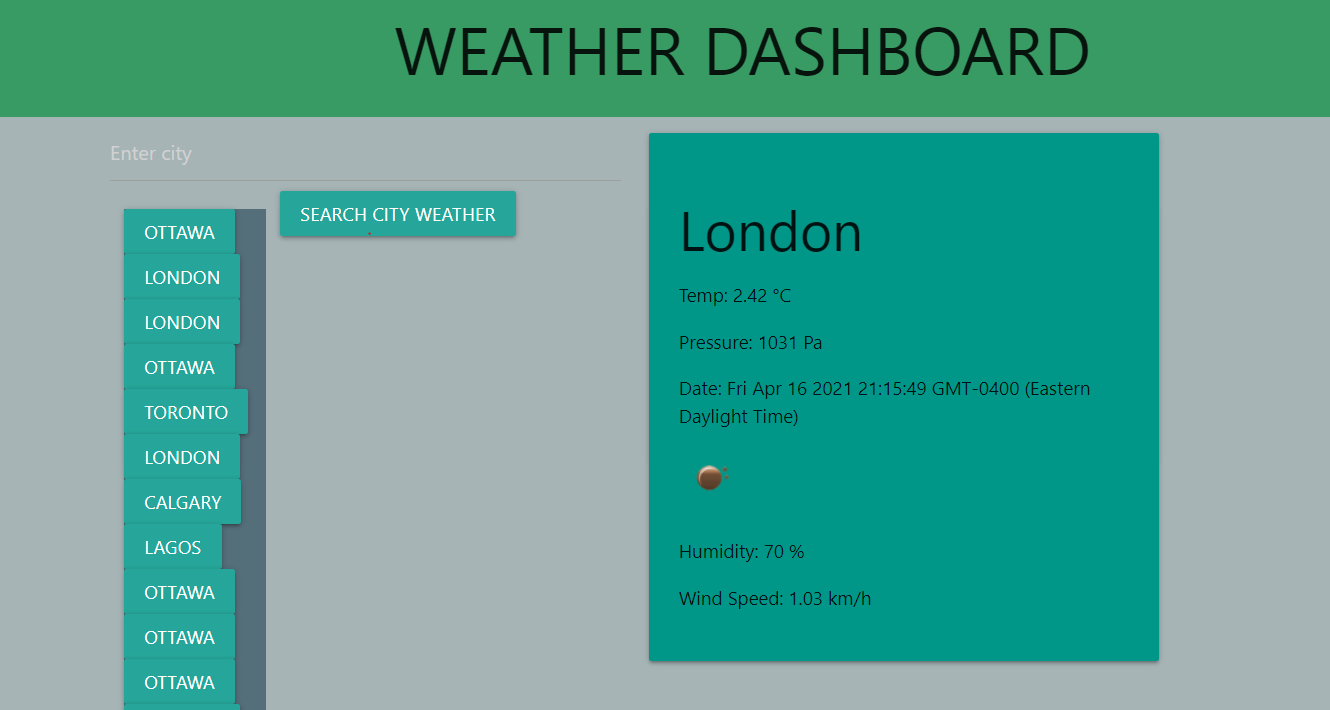 WEATHER DASHBOARD
Enter city
SEARCH CITY WEATHER
OTTAWA
LONDON
LONDON
OTTAWA
TORONTO
LONDON
CALGARY
LAGOS
OTTAWA
OTTAWA
OTTAWA
London
Temp: 2.42 °C
Pressure: 1031 Pa
Date: Fri Apr 16 2021 21:15:49 GMT-0400 (Eastern
Daylight Time)
Humidity: 70 %
Wind Speed: 1.03 km/h